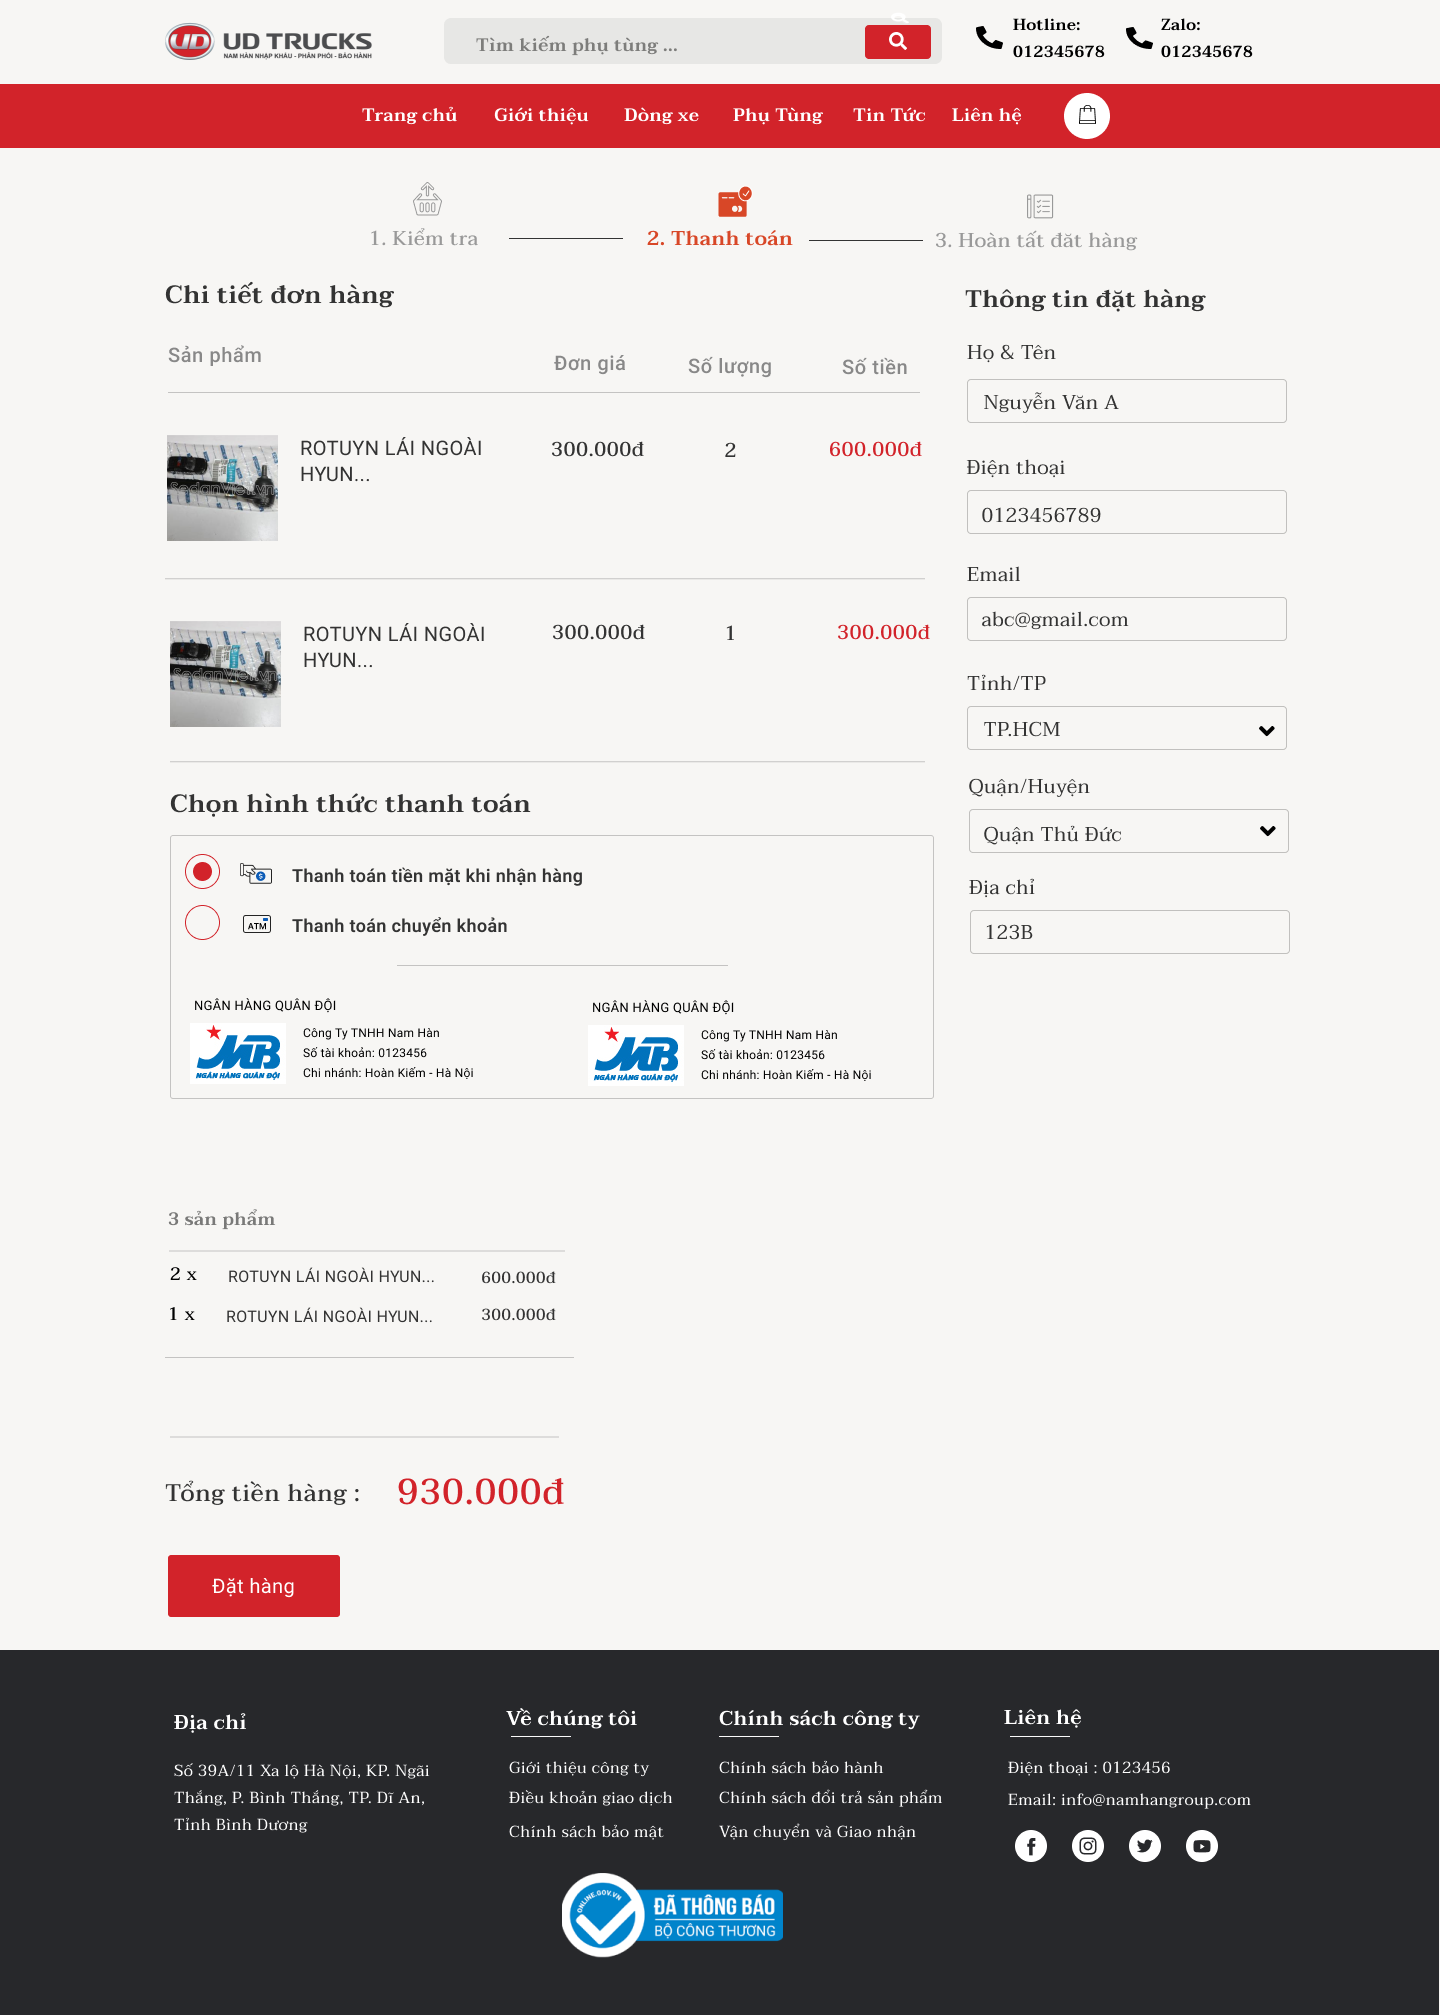 UD
UD TRUCKS
NAM HÀN NHẬP KHẨU - PHÂN PHỐI - BẢO HÀNH
Tìm kiếm phụ tùng ...
Hotline:
012345678
Zalo:
012345678
Trang chủ
Giới thiệu
Dòng xe
Phụ Tùng
Tin Tức
Liên hệ
1. Kiểm tra
2. Thanh toán
3. Hoàn tất đăt hàng
Chi tiết đơn hàng
Sản phẩm
Đơn giá
Số lượng
Số tiền
SedanViet.vn
ROTUYN LÁI NGOÀI
HYUN...
300.000đ
2
600.000đ
SedanViet.vn
ROTUYN LÁI NGOÀI
HYUN...
300.000đ
1
300.000đ
Chọn hình thức thanh toán
Thanh toán tiền mặt khi nhận hàng
ATM
Thanh toán chuyển khoản
NGÂN HÀNG QUÂN ĐỘI
MB
NGÂN HÀNG QUÂN ĐỘI
Công Ty TNHH Nam Hàn
Số tài khoản: 0123456
Chi nhánh: Hoàn Kiếm - Hà Nội
NGÂN HÀNG QUÂN ĐỘI
MB
NGÂN HÀNG QUÂN ĐỘI
Công Ty TNHH Nam Hàn
Số tài khoản: 0123456
Chi nhánh: Hoàn Kiếm - Hà Nội
Thông tin đặt hàng
Họ & Tên
Nguyễn Văn A
Điện thoại
0123456789
Email
abc@gmail.com
Tỉnh/TP
TP.HCM
Quận/Huyện
Quận Thủ Đức
Địa chỉ
123B
3 sản phẩm
2 x
ROTUYN LÁI NGOÀI HYUN...
600.000đ
1 x
ROTUYN LÁI NGOÀI HYUN...
300.000đ
Tổng tiền hàng :
930.000đ
Đặt hàng
Địa chỉ
Số 39A/11 Xa lộ Hà Nội, KP. Ngãi
Thắng, P. Bình Thắng, TP. Dĩ An,
Tỉnh Bình Dương
Về chúng tôi
Giới thiệu công ty
Điều khoản giao dịch
Chính sách bảo mật
Chính sách công ty
Chính sách bảo hành
Chính sách đổi trả sản phẩm
Vận chuyển và Giao nhận
Liên hệ
Điện thoại : 0123456
Email: info@namhangroup.com
ONLINE.GOV.VN
ĐÃ THÔNG BÁO
BỘ CÔNG THƯƠNG